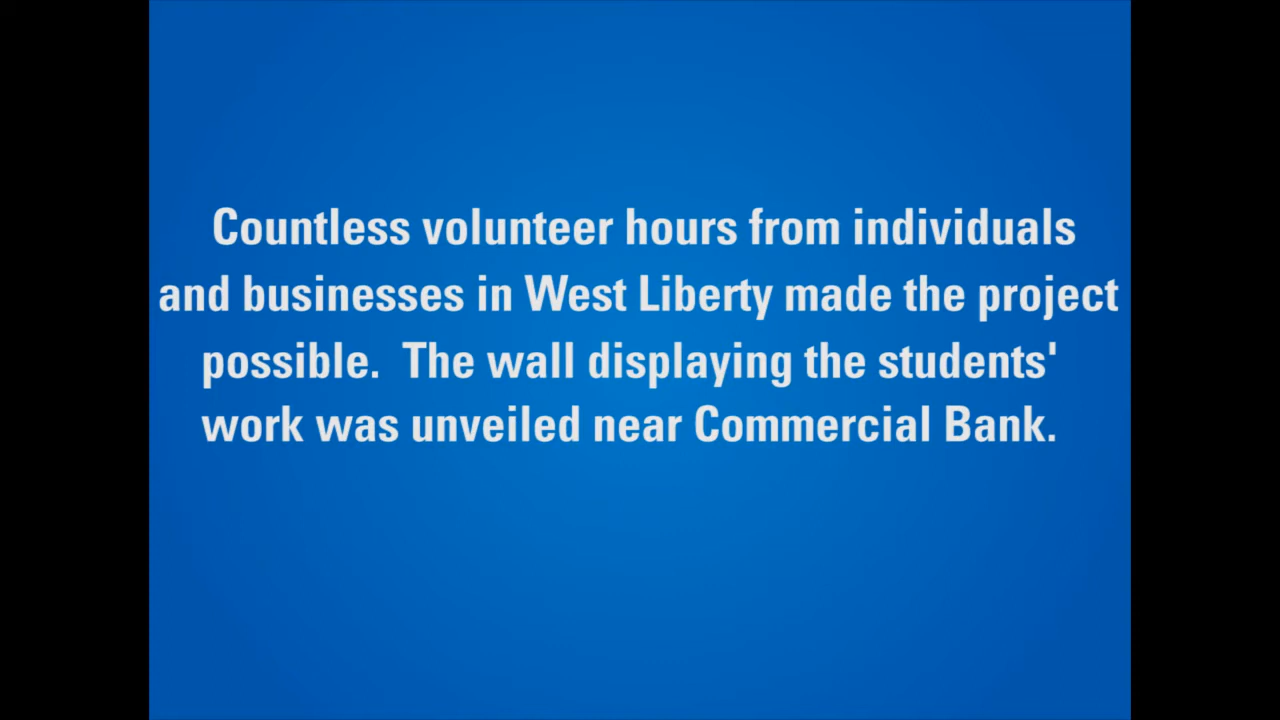 Countless volunteer hours from individuals
and businesses in West Liberty made the project
possible.  The wall displaying the students'
work was unveiled near Commercial Bank.